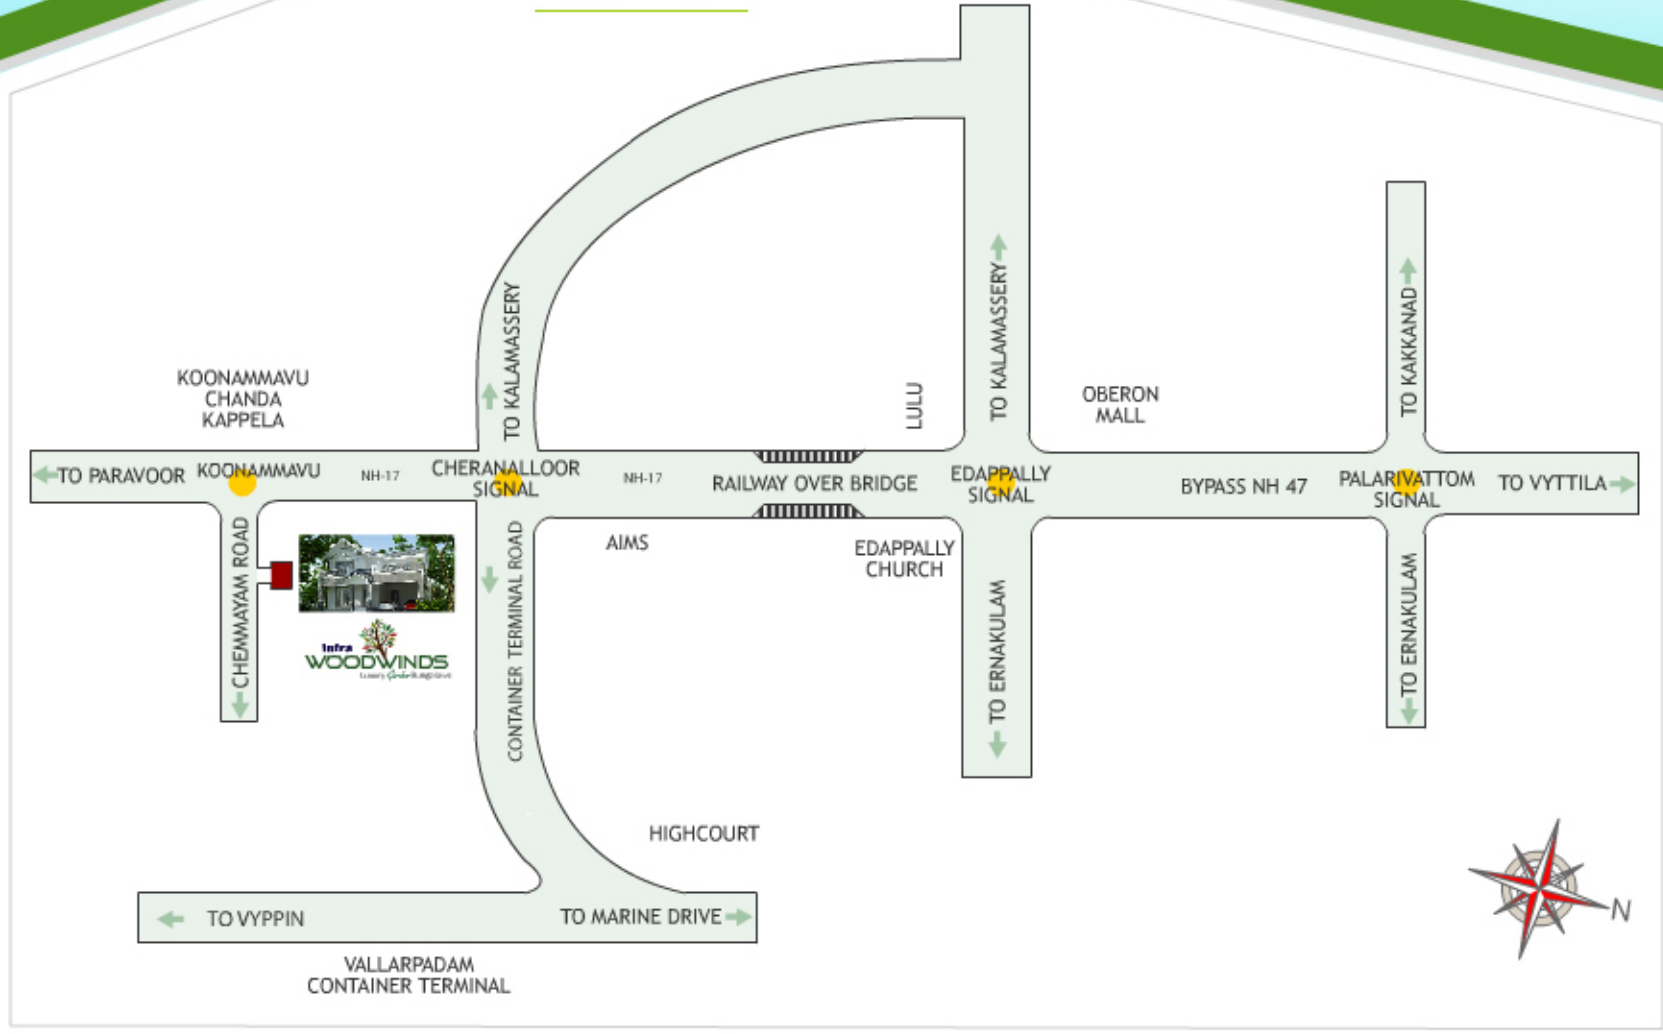 KOONAMMAVU
CHANDA
KAPPELA
TO KALAMASSERY
LULU
TO KALAMASSERY
OBERON
MALL
TO KAKKANAD
TO PARAVOOR
KOONAMMAVU
NH-17
CHERANALLOOR
SIGNAL
NH-17
RAILWAY OVER BRIDGE
EDAPPALLY
SIGNAL
BYPASS NH 47
PALARIVATTOM
SIGNAL
TO VYTTILA
CHEMMAYAM ROAD
Infra
WOODWINDS
Luxury Garden
CONTAINER TERMINAL ROAD
AIMS
EDAPPALLY
CHURCH
TO ERNAKULAM
TO ERNAKULAM
HIGHCOURT
TO VYPPIN
TO MARINE DRIVE
VALLARPADAM
CONTAINER TERMINAL
N